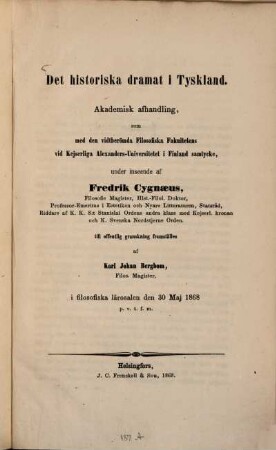 Det historiska dramat i Tyskland.
Akademisk afhandling,
som
med den vidtberömda Filosofiska Fakultetens
vid Kejserliga Alexanders-Universitetet i Finland samtycke,
under inseende af
Fredrik Cygnæus,
Filosofie Magister, Hist.-Filol. Doktor,
Professor-Emeritus i Estetiken och Nyare Litteraturen, Statsråd,
Riddare af K. K. S:t Stanislai Ordens andra klass med Kejserl. kronan
och K. Svenska Nordstjerne Orden.
till offentlig granskning framställes
af
Karl Johan Bergbom,
Filos. Magister.
i filosofiska lärosalen den 30 Maj 1868
p. v. t. f. m.
Helsingfors,
J. C. Frenckell & Son, 1868.